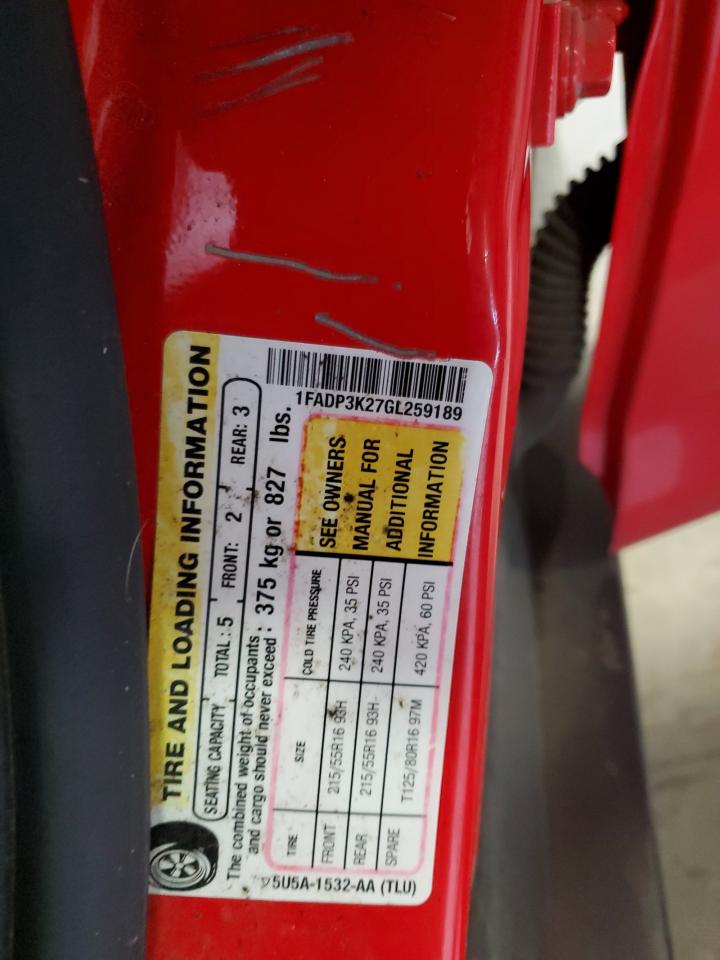 TIRE AND LOADING INFORMATION
SEATING CAPACITY TOTAL : 5 FRONT: 2 REAR: 3
The combined weight of occupants
and cargo should never exceed : 375 kg or 827 lbs.
TIRE SIZE COLD TIRE PRESSURE
FRONT 215/55R16 93H 240 KPA, 35 PSI
REAR 215/55R16 93H 240 KPA, 35 PSI
SPARE T125/80R16 97M 420 KPA, 60 PSI
SEE OWNERS
MANUAL FOR
ADDITIONAL
INFORMATION
5U5A-1532-AA (TLU)
1FADP3K27GL259189